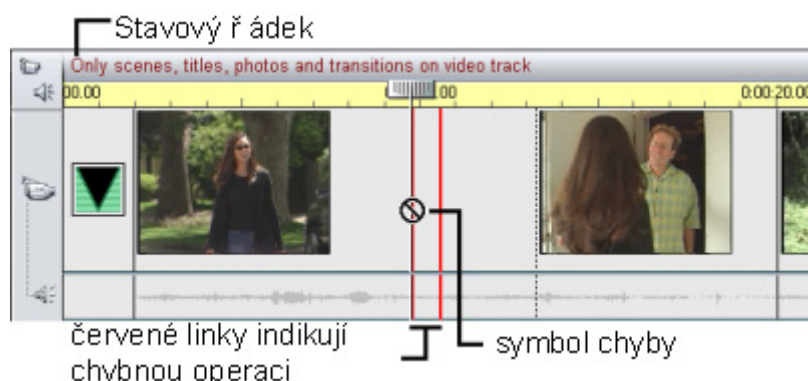 Stavový ř ádek
Only scenes, titles, photos and transitions on video track
00.00
:00
0:00:20.00
červené linky indikují
chybnou operaci
symbol chyby